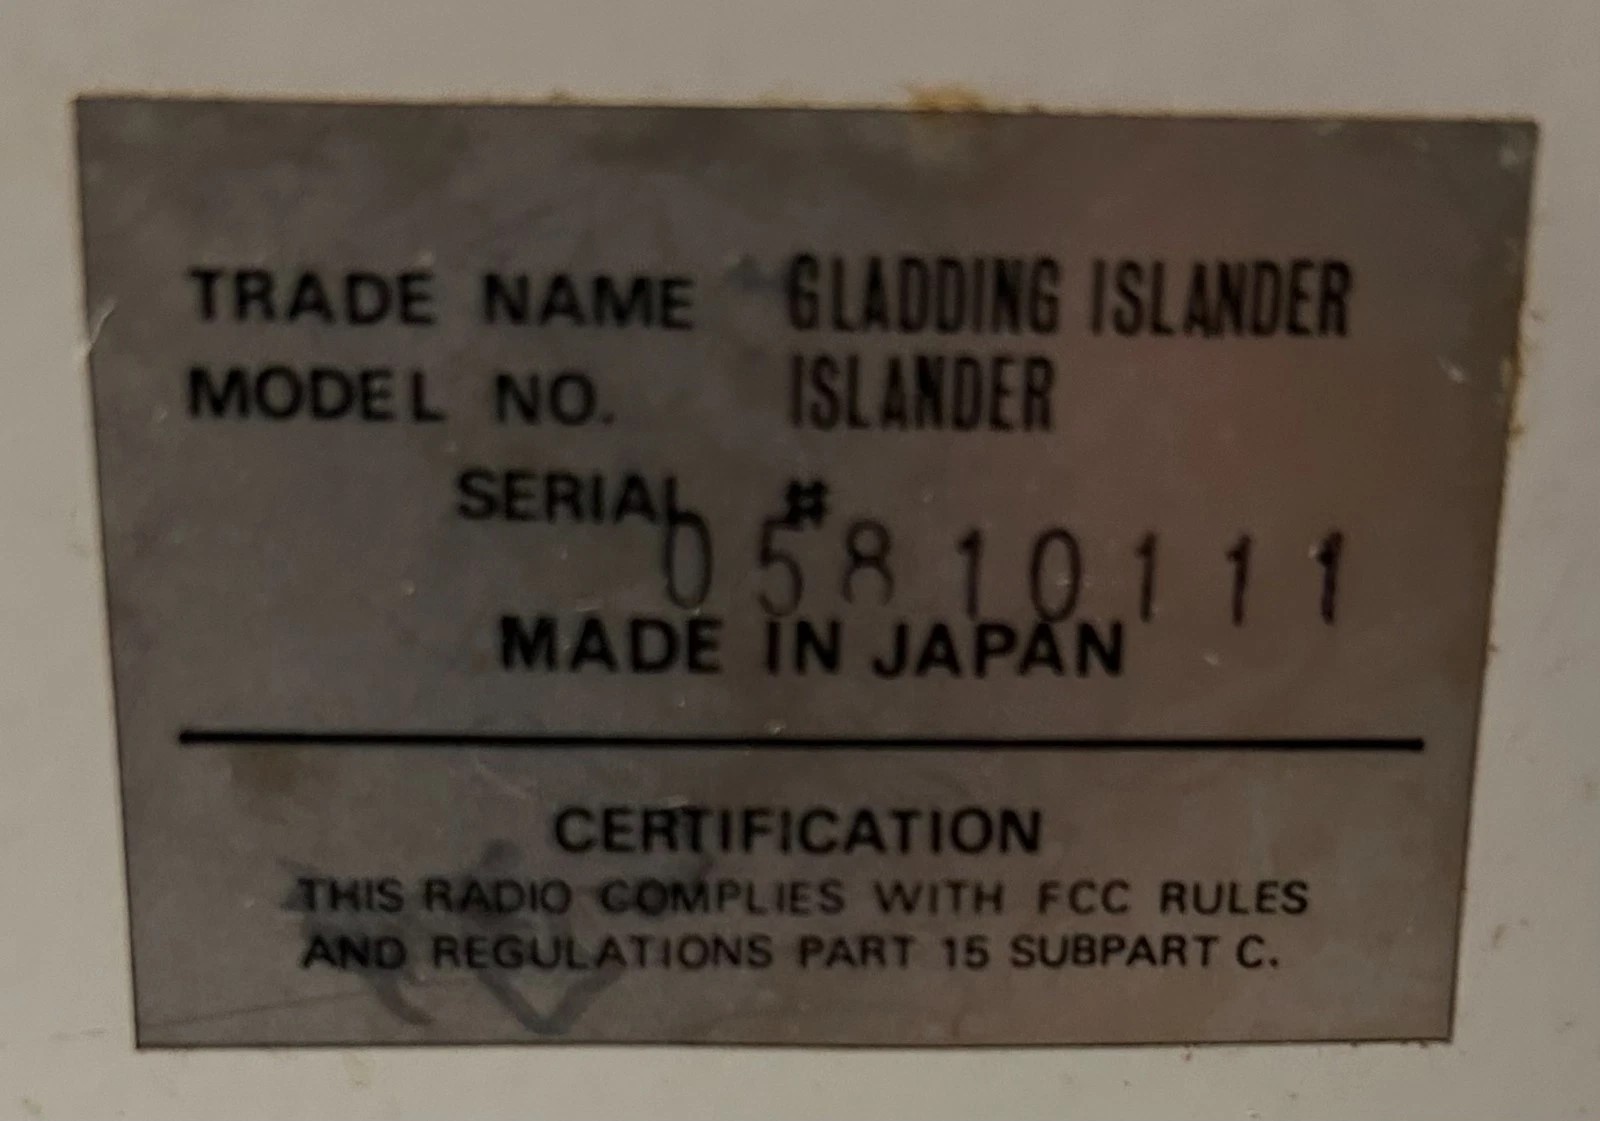 TRADE NAME GLADDING ISLANDER
MODEL NO. ISLANDER
SERIAL #
05810111
MADE IN JAPAN
CERTIFICATION
THIS RADIO COMPLIES WITH FCC RULES
AND REGULATIONS PART 15 SUBPART C.